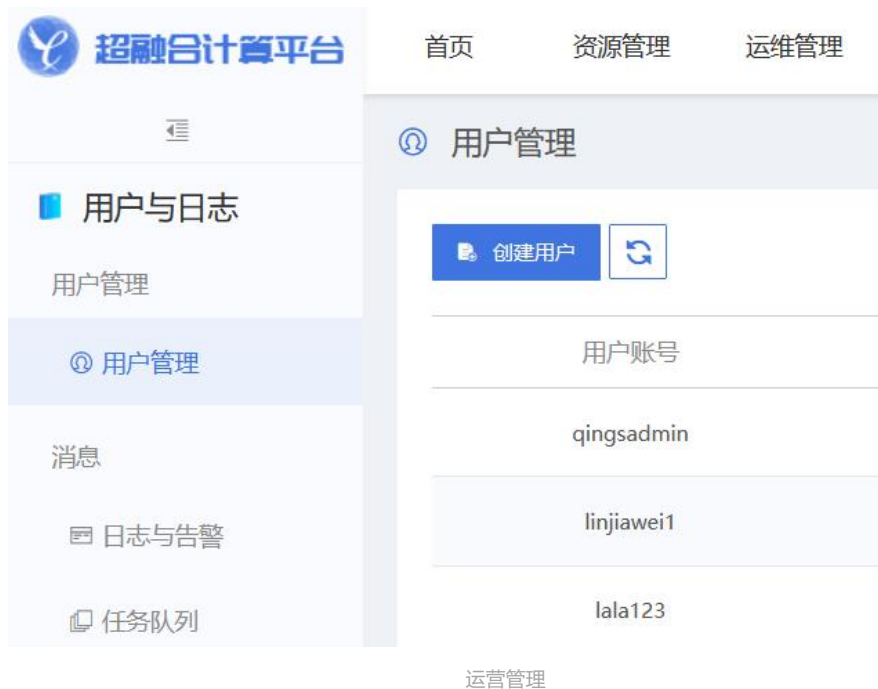 超融合计算平台
首页 资源管理 运维管理
用户管理
用户与日志
创建用户
用户管理
用户账号
用户管理
qingsadmin
消息
linjiawei1
日志与告警
lala123
任务队列
运营管理